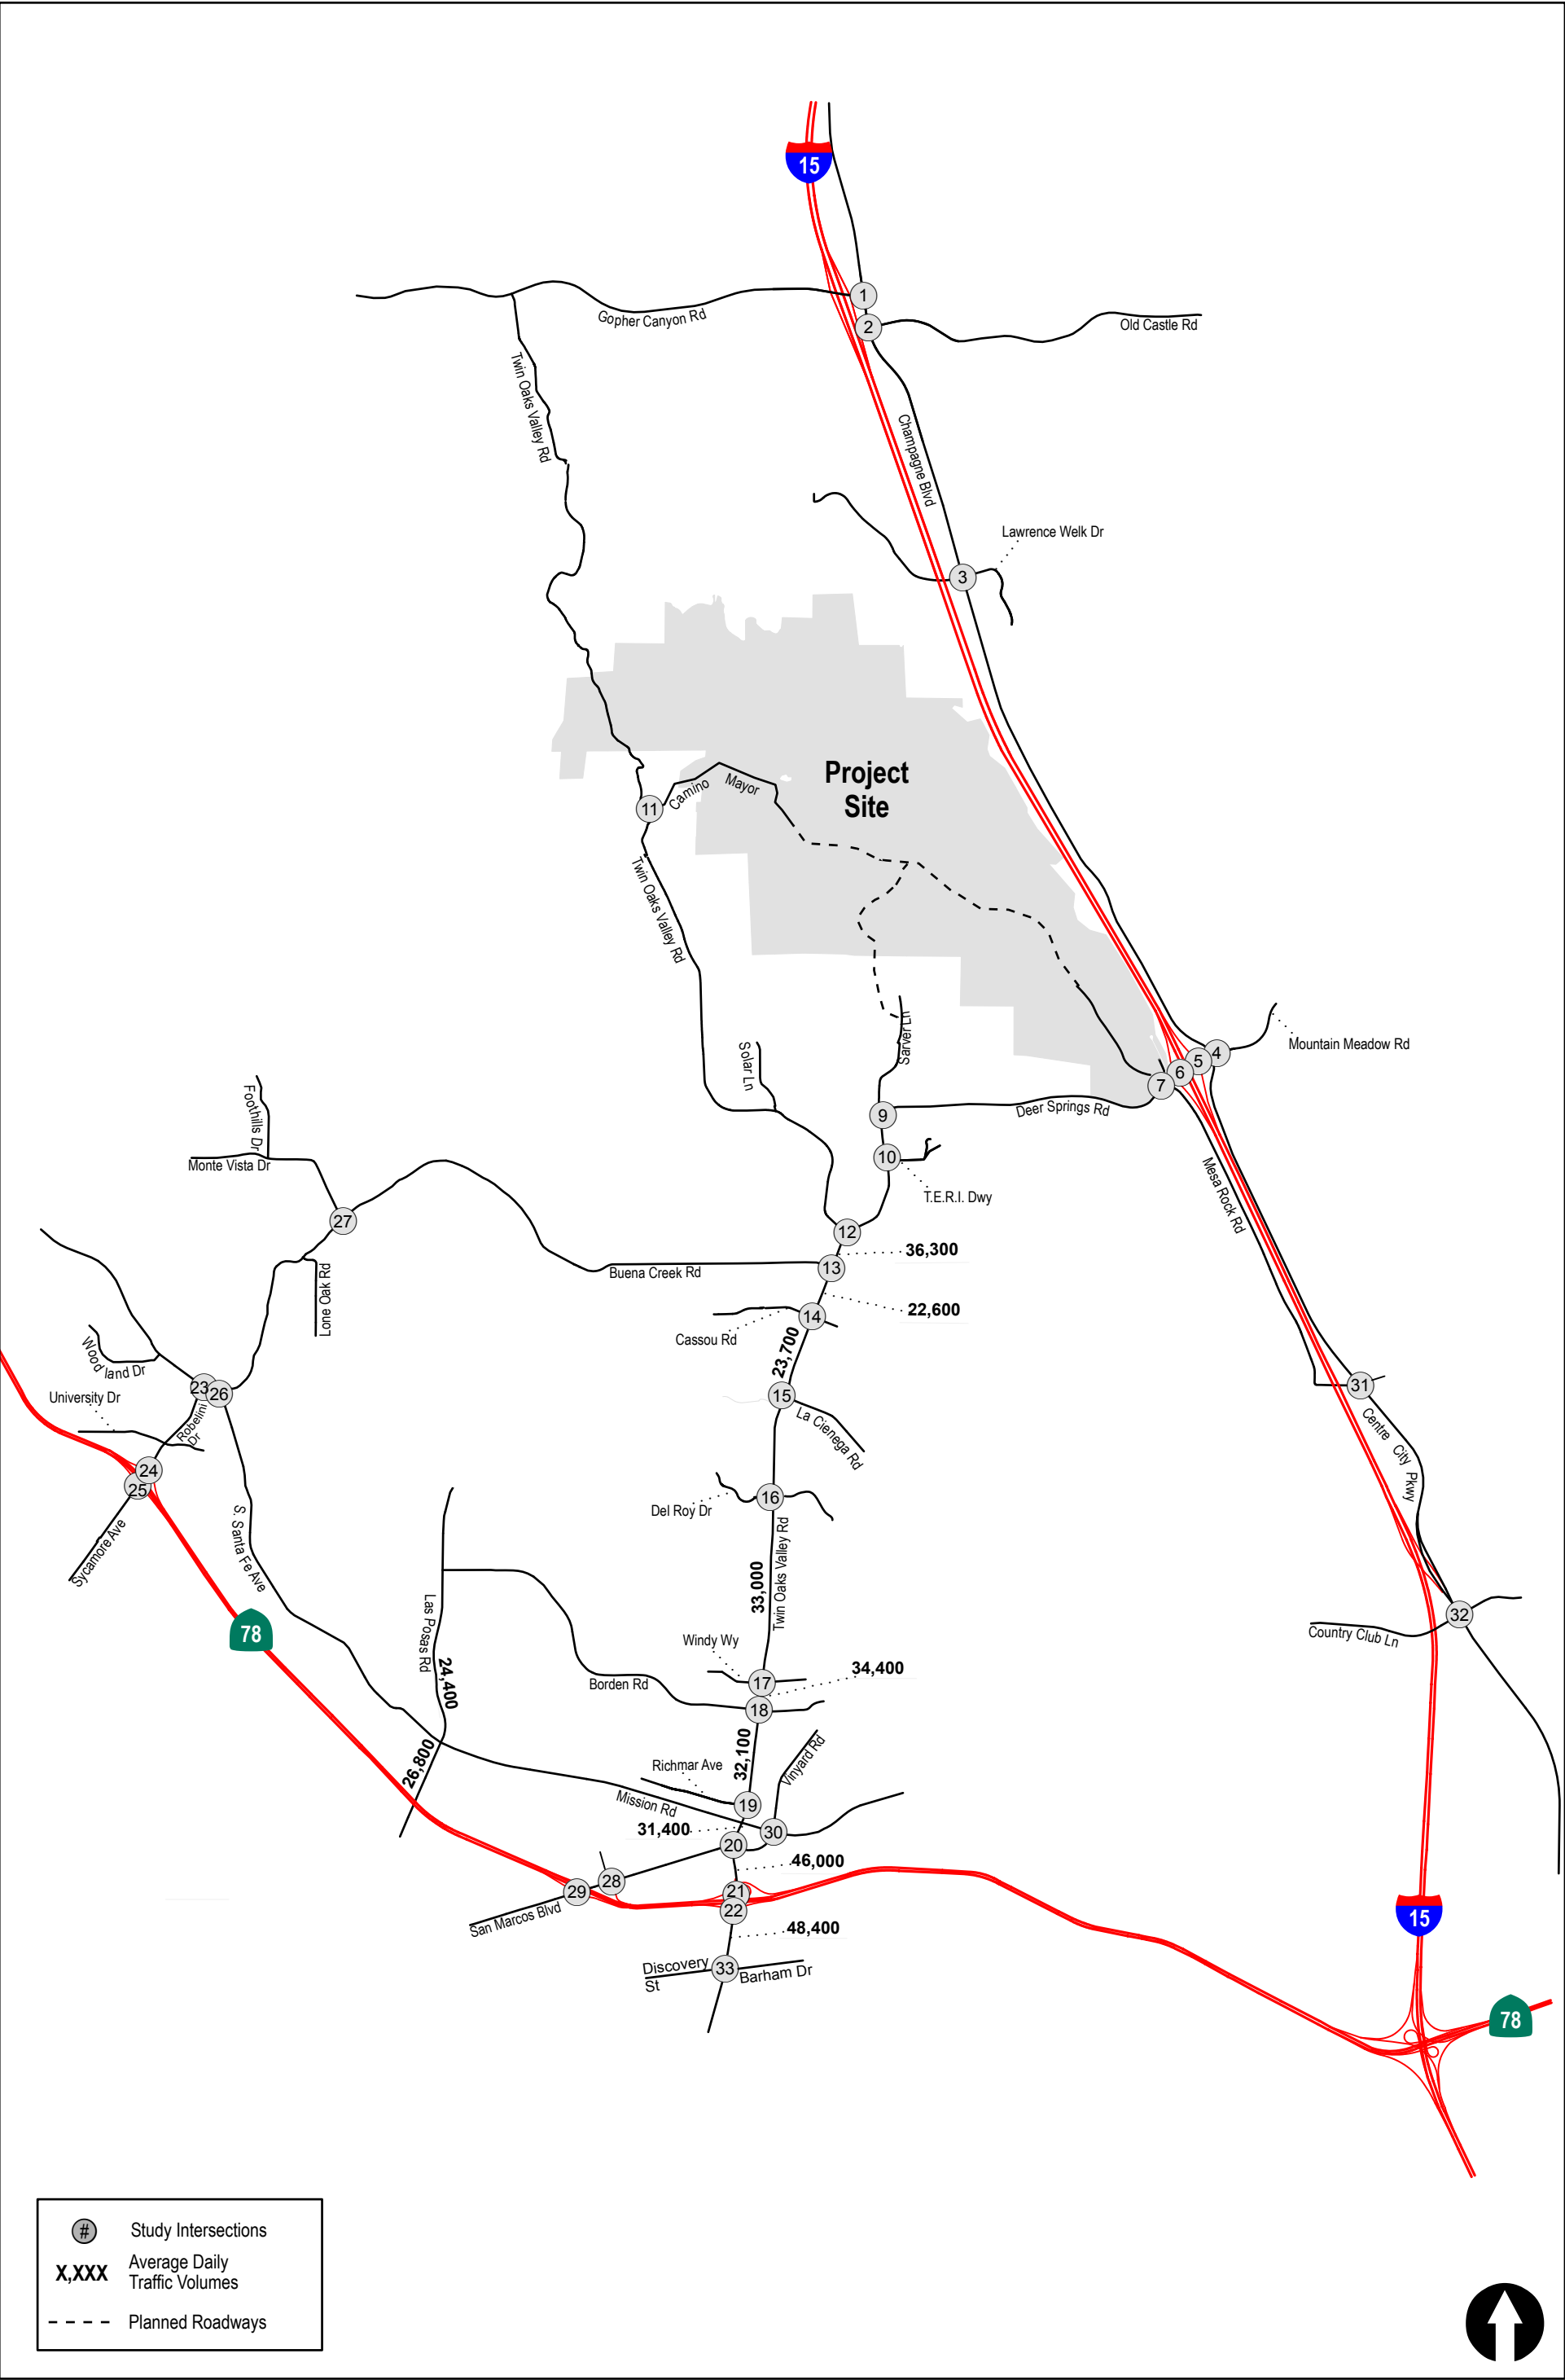 15
1
Gopher Canyon Rd
2
Old Castle Rd
Twin Oaks Valley Rd
Champagne Blvd
Lawrence Welk Dr
3
Project
Site
Camino Mayor
11
Twin Oaks Valley Rd
Sarver Ln
Solar Ln
4
5
6
7
Mountain Meadow Rd
Foothills Dr
9
Deer Springs Rd
Monte Vista Dr
10
T.E.R.I. Dwy
Mesa Rock Rd
27
12
36,300
13
Buena Creek Rd
Lone Oak Rd
22,600
14
Cassou Rd
23,700
Woodland Dr
University Dr
23
26
15
31
La Cienega Rd
Robelini
Dr
Centre City Pkwy
24
25
16
Del Roy Dr
Sycamore Ave
S. Santa Fe Ave
33,000
Twin Oaks Valley Rd
Las Posas Rd
78
32
Country Club Ln
Windy Wy
24,400
34,400
17
Borden Rd
18
32,100
Vinyard Rd
26,800
Richmar Ave
Mission Rd
19
31,400
30
20
46,000
28
29
21
22
San Marcos Blvd
15
48,400
Discovery
St
33
Barham Dr
78
# Study Intersections
X,XXX Average Daily
Traffic Volumes
Planned Roadways